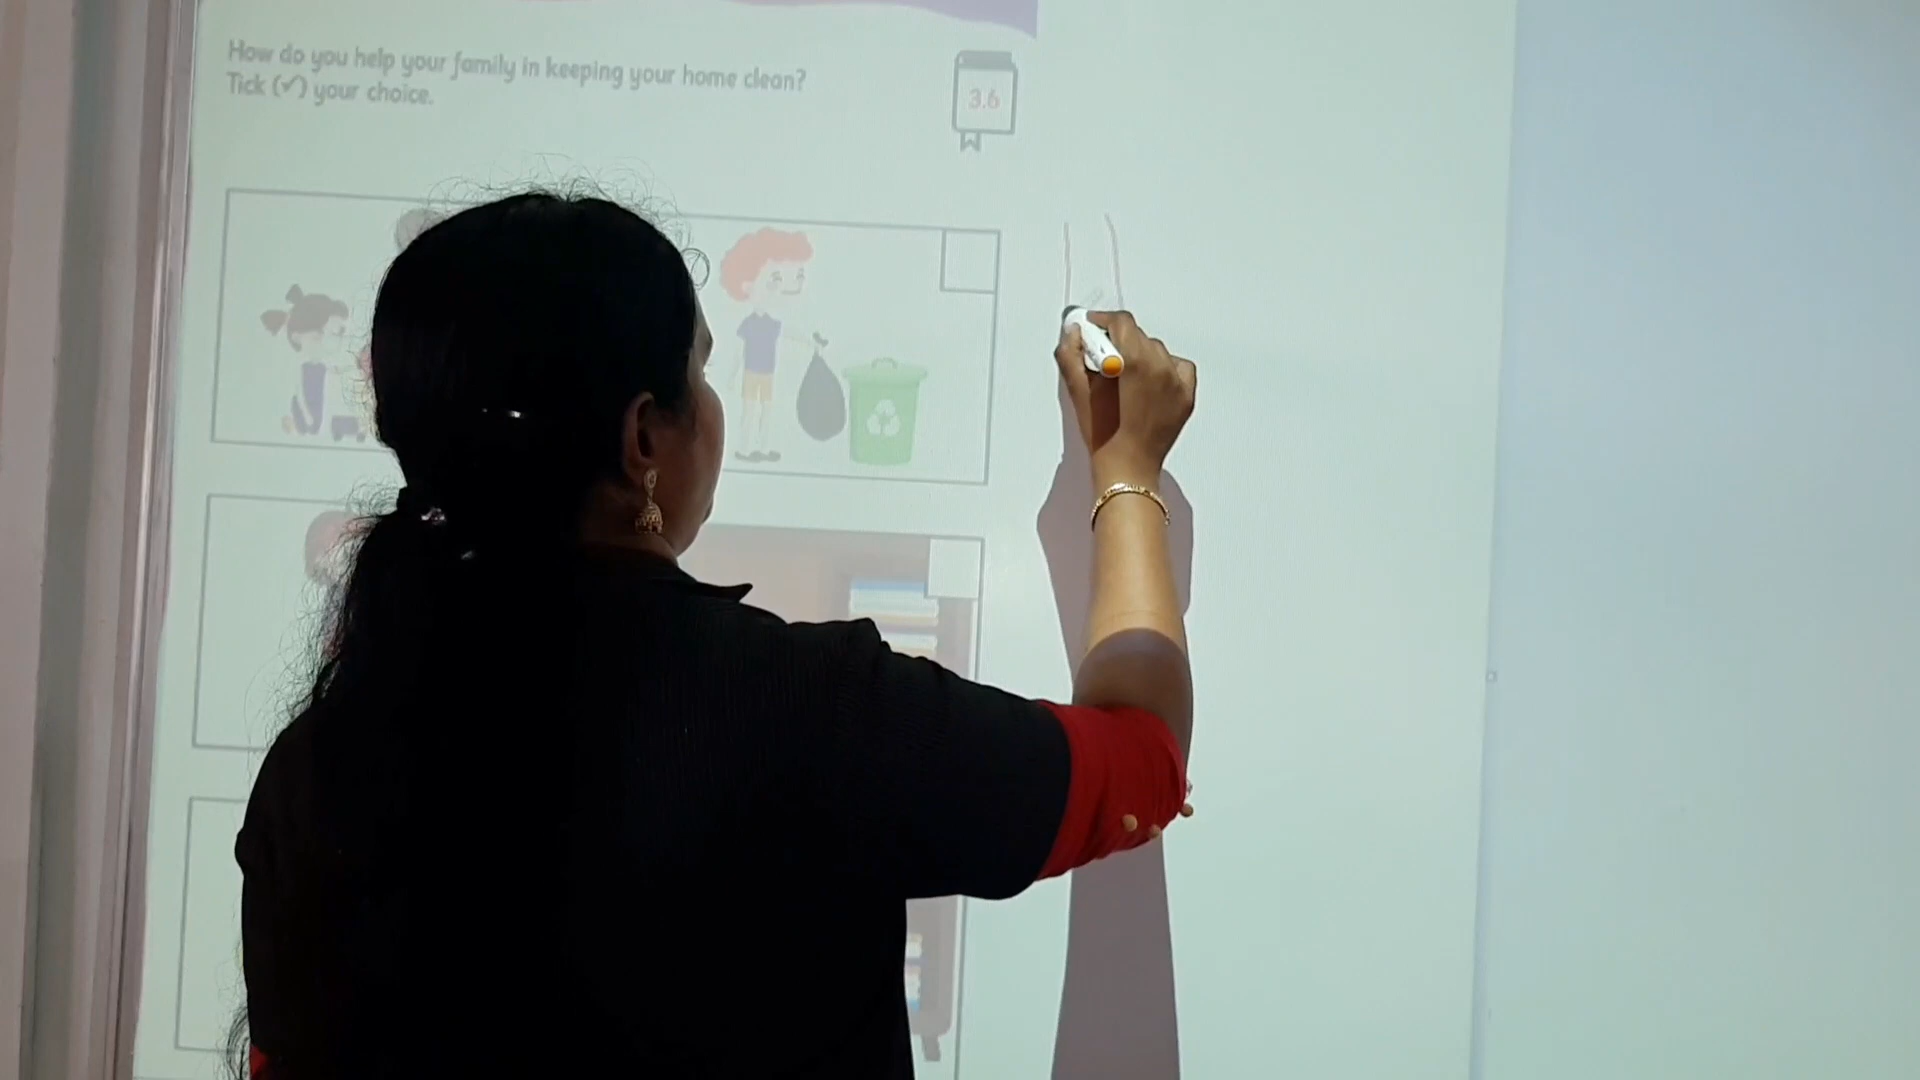 How do you help your family in keeping your home clean?
Tick (✓) your choice.
3.6